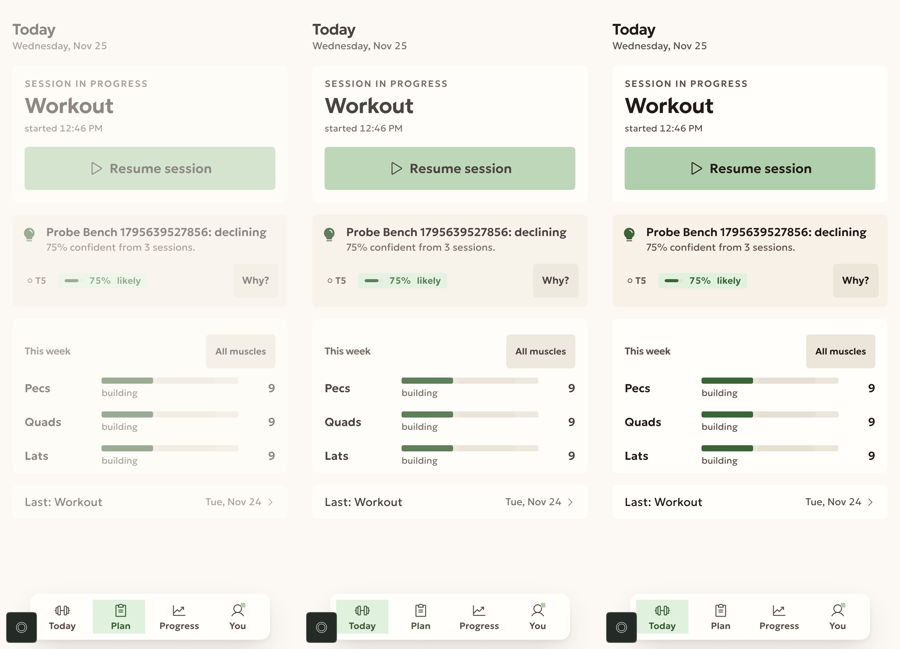 Today
Wednesday, Nov 25
SESSION IN PROGRESS
Workout
started 12:46 PM
Resume session
Probe Bench 1795639527856: declining
75% confident from 3 sessions.
T5
75% likely
Why?
This week
All muscles
Pecs
building
9
Quads
building
9
Lats
building
9
Last: Workout
Tue, Nov 24
Today
Plan
Progress
You
Today
Wednesday, Nov 25
SESSION IN PROGRESS
Workout
started 12:46 PM
Resume session
Probe Bench 1795639527856: declining
75% confident from 3 sessions.
T5
75% likely
Why?
This week
All muscles
Pecs
building
9
Quads
building
9
Lats
building
9
Last: Workout
Tue, Nov 24
Today
Plan
Progress
You
Today
Wednesday, Nov 25
SESSION IN PROGRESS
Workout
started 12:46 PM
Resume session
Probe Bench 1795639527856: declining
75% confident from 3 sessions.
T5
75% likely
Why?
This week
All muscles
Pecs
building
9
Quads
building
9
Lats
building
9
Last: Workout
Tue, Nov 24
Today
Plan
Progress
You